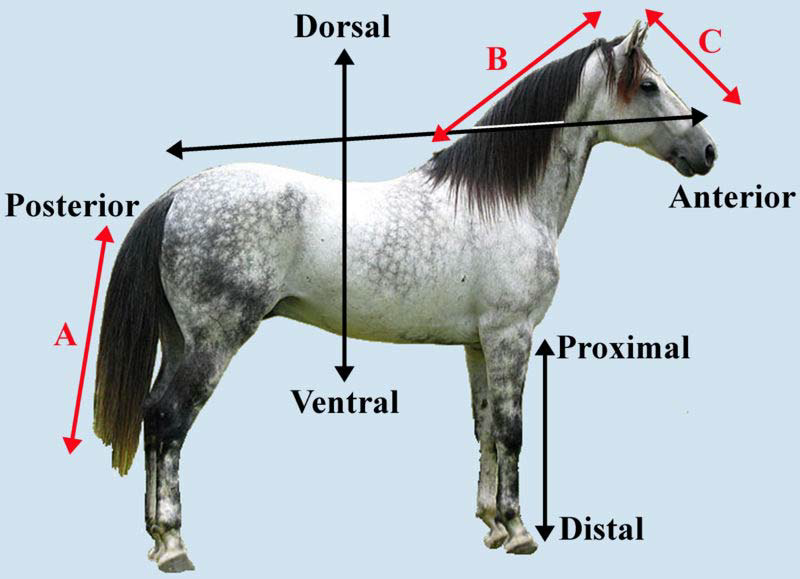 Dorsal
B
C
Posterior
Anterior
A
Proximal
Ventral
Distal